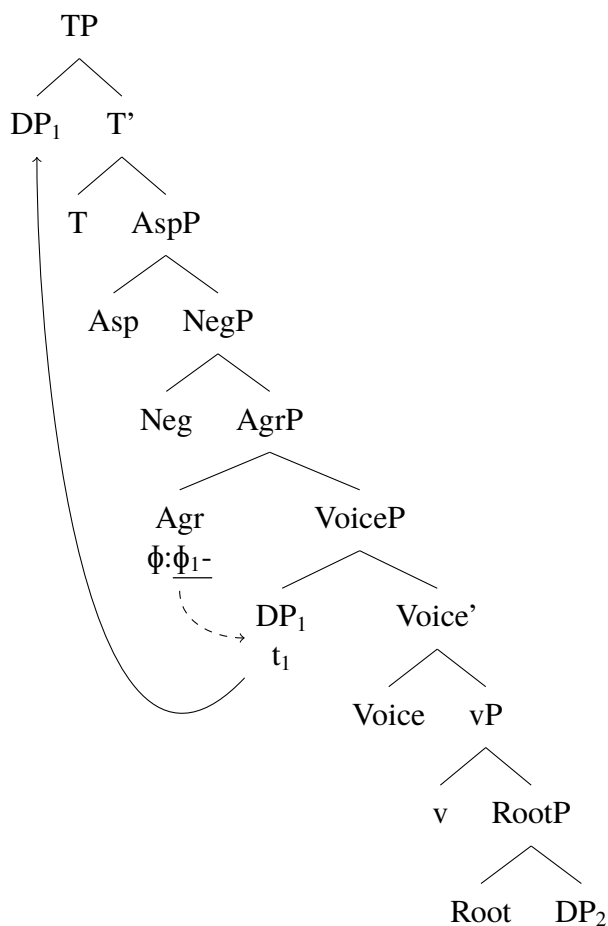 TP
DP₁ T’
T AspP
Asp NegP
Neg AgrP
Agr VoiceP
ϕ:ϕ₁-
DP₁ Voice’
t₁
Voice vP
v RootP
Root DP₂